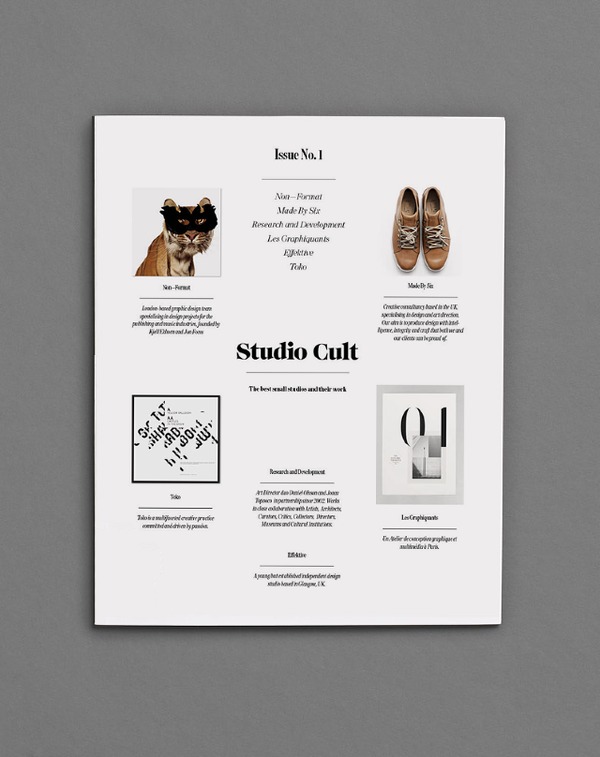 Issue No. 1
Non – Format
Made By Six
Research and Development
Les Graphiquants
Effektive
Toko
Non – Format
London-based graphic design team
specialising in design projects for the
publishing and music industries, founded by
Kjell Ekhorn and Jon Forss
Made By Six
Creative consultancy based in the UK,
specialising in design and art direction.
Our aim is to produce design with intel-
ligence, integrity and craft that both we and
our clients can be proud of.
Studio Cult
The best small studios and their work
Toko
Toko is a multifaceted creative practice
committed and driven by passion.
Research and Development
Art Director duo Daniel Olsson and Jonas
Topooco in partnership since 2002. Works
in close collaboration with Artists, Architects,
Curators, Critics, Collectors, Directors,
Museums and Cultural Institutions.
Effektive
A young but established independent design
studio based in Glasgow, UK.
Les Graphiquants
Un Atelier de conception graphique et
multimédia à Paris.